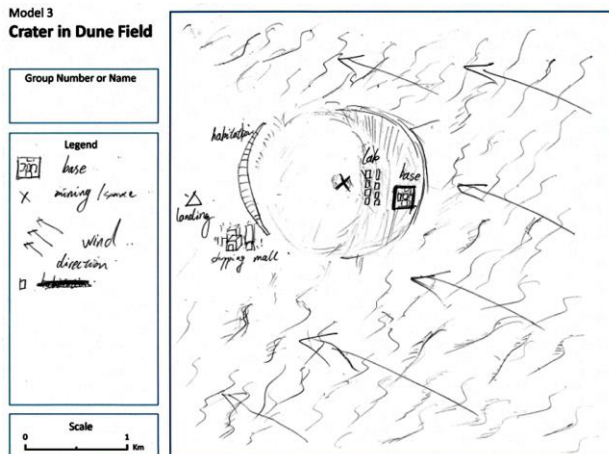 Model 3
Crater in Dune Field
Group Number or Name
Legend
base
X mining /
wind
direction
Scale
0 1
Km
habitation
lab
base
landing
shopping mall